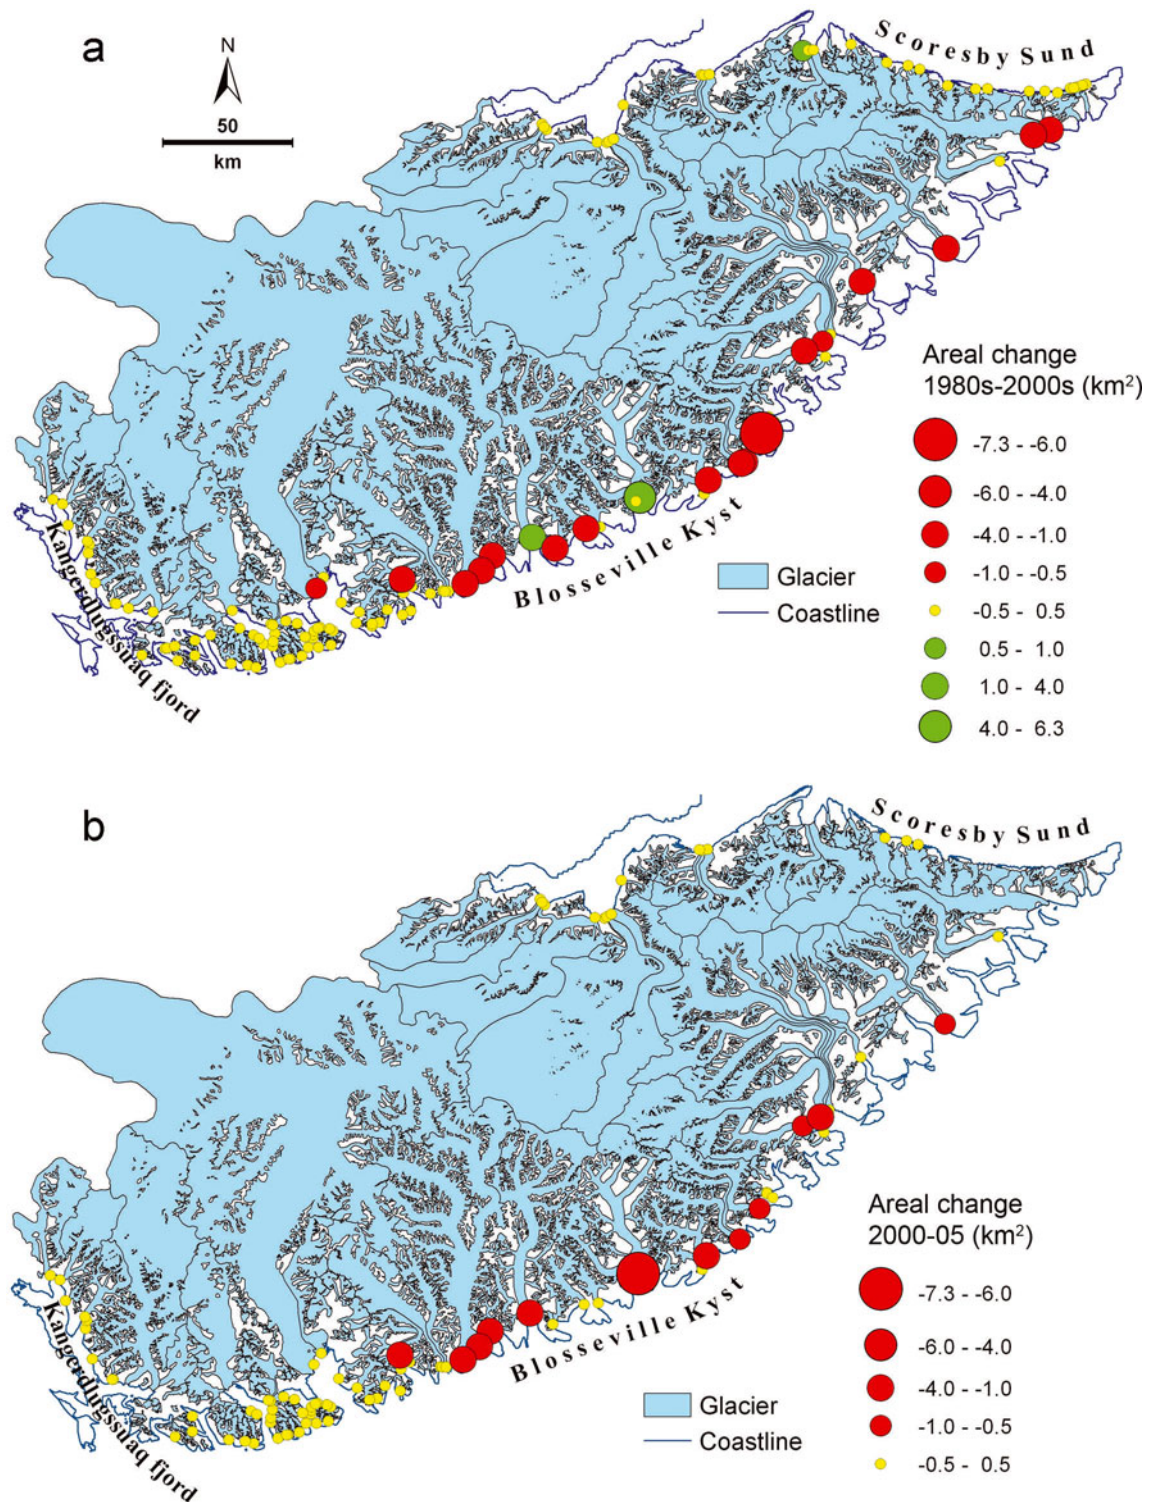 a
N
50
km
Scoresby Sund
Areal change
1980s-2000s (km²)
-7.3 - -6.0
-6.0 - -4.0
-4.0 - -1.0
-1.0 - -0.5
-0.5 - 0.5
0.5 - 1.0
1.0 - 4.0
4.0 - 6.3
Glacier
Coastline
Blosseville Kyst
Kangerdlugssuaq fjord
b
Scoresby Sund
Areal change
2000-05 (km²)
-7.3 - -6.0
-6.0 - -4.0
-4.0 - -1.0
-1.0 - -0.5
-0.5 - 0.5
Glacier
Coastline
Blosseville Kyst
Kangerdlugssuaq fjord